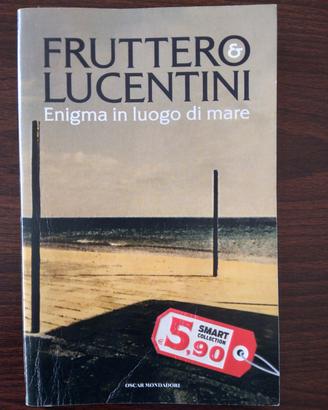 FRUTTERO
&
LUCENTINI
Enigma in luogo di mare
SMART
COLLECTION
€5,90
OSCAR MONDADORI